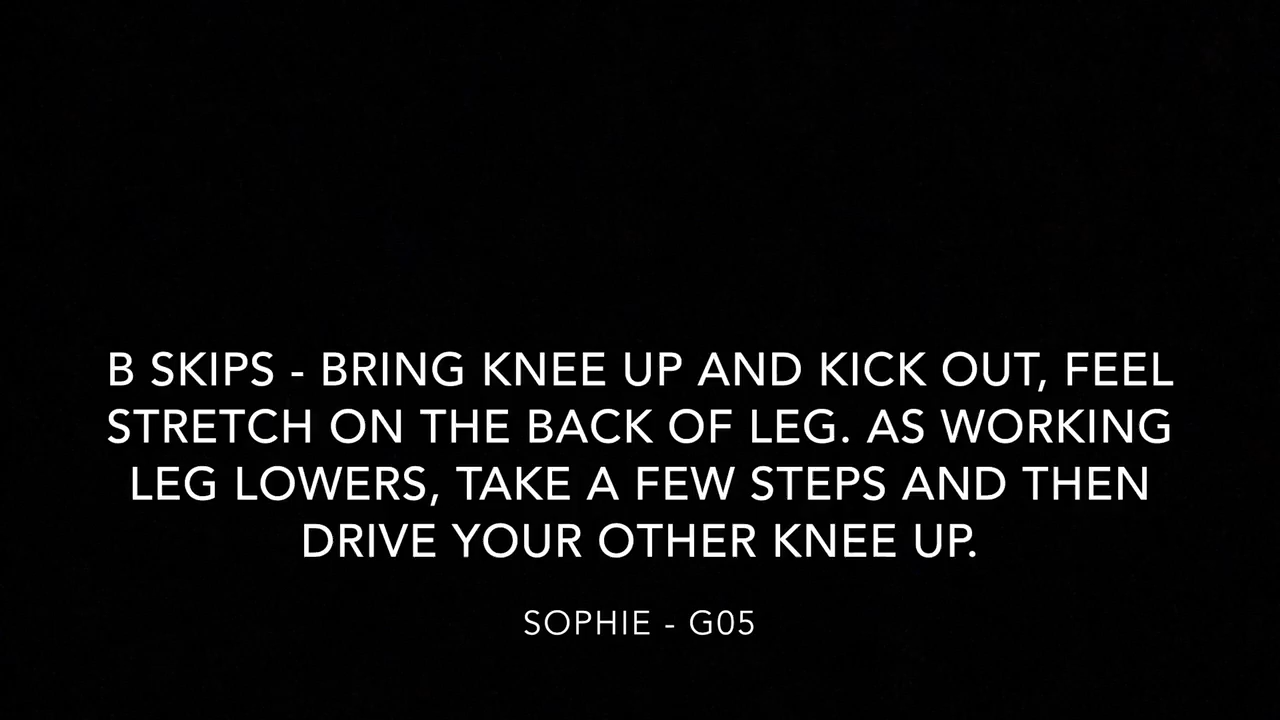 B SKIPS - BRING KNEE UP AND KICK OUT, FEEL
STRETCH ON THE BACK OF LEG. AS WORKING
LEG LOWERS, TAKE A FEW STEPS AND THEN
DRIVE YOUR OTHER KNEE UP.
SOPHIE - G05